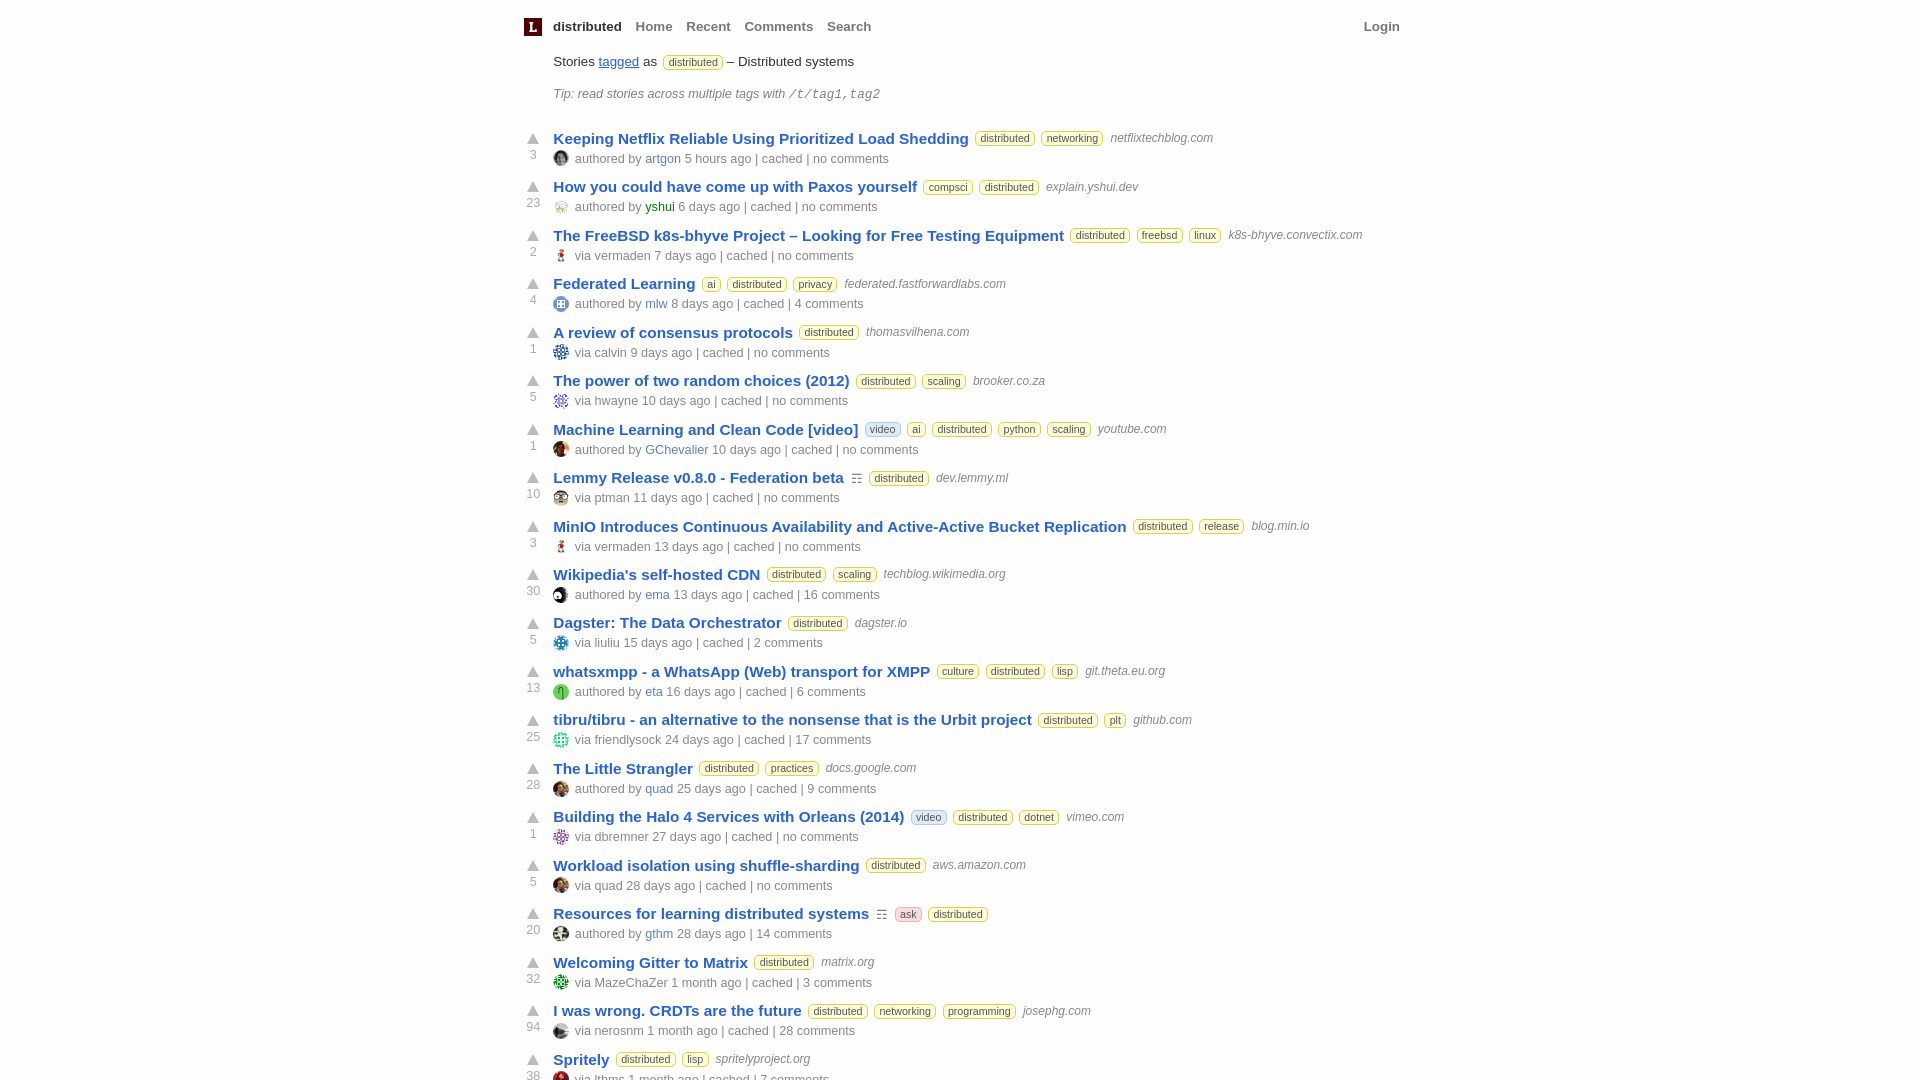 L distributed Home Recent Comments Search Login
Stories tagged as distributed – Distributed systems
Tip: read stories across multiple tags with /t/tag1,tag2
Keeping Netflix Reliable Using Prioritized Load Shedding distributed networking netflixtechblog.com
3 authored by artgon 5 hours ago | cached | no comments
How you could have come up with Paxos yourself compsci distributed explain.yshui.dev
23 authored by yshui 6 days ago | cached | no comments
The FreeBSD k8s-bhyve Project – Looking for Free Testing Equipment distributed freebsd linux k8s-bhyve.convectix.com
2 via vermaden 7 days ago | cached | no comments
Federated Learning ai distributed privacy federated.fastforwardlabs.com
4 authored by mlw 8 days ago | cached | 4 comments
A review of consensus protocols distributed thomasvilhena.com
1 via calvin 9 days ago | cached | no comments
The power of two random choices (2012) distributed scaling brooker.co.za
5 via hwayne 10 days ago | cached | no comments
Machine Learning and Clean Code [video] video ai distributed python scaling youtube.com
1 authored by GChevalier 10 days ago | cached | no comments
Lemmy Release v0.8.0 - Federation beta ☶ distributed dev.lemmy.ml
10 via ptman 11 days ago | cached | no comments
MinIO Introduces Continuous Availability and Active-Active Bucket Replication distributed release blog.min.io
3 via vermaden 13 days ago | cached | no comments
Wikipedia's self-hosted CDN distributed scaling techblog.wikimedia.org
30 authored by ema 13 days ago | cached | 16 comments
Dagster: The Data Orchestrator distributed dagster.io
5 via liuliu 15 days ago | cached | 2 comments
whatsxmpp - a WhatsApp (Web) transport for XMPP culture distributed lisp git.theta.eu.org
13 authored by eta 16 days ago | cached | 6 comments
tibru/tibru - an alternative to the nonsense that is the Urbit project distributed plt github.com
25 via friendlysock 24 days ago | cached | 17 comments
The Little Strangler distributed practices docs.google.com
28 authored by quad 25 days ago | cached | 9 comments
Building the Halo 4 Services with Orleans (2014) video distributed dotnet vimeo.com
1 via dbremner 27 days ago | cached | no comments
Workload isolation using shuffle-sharding distributed aws.amazon.com
5 via quad 28 days ago | cached | no comments
Resources for learning distributed systems ☶ ask distributed
20 authored by gthm 28 days ago | 14 comments
Welcoming Gitter to Matrix distributed matrix.org
32 via MazeChaZer 1 month ago | cached | 3 comments
I was wrong. CRDTs are the future distributed networking programming josephg.com
94 via nerosnm 1 month ago | cached | 28 comments
Spritely distributed lisp spritelyproject.org
38 via lthms 1 month ago | cached | 7 comments